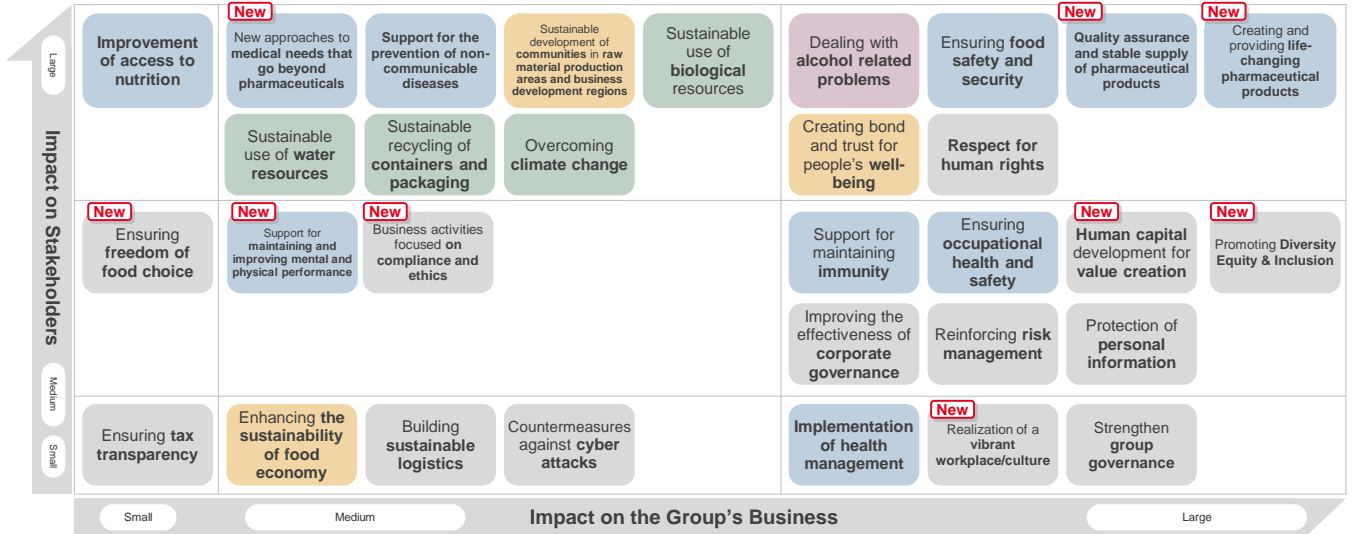 Impact on Stakeholders
Large
Medium
Small
Improvement
of access to
nutrition
New
New approaches to
medical needs that
go beyond
pharmaceuticals
Support for the
prevention of non-
communicable
diseases
Sustainable
development of
communities in raw
material production
areas and business
development regions
Sustainable
use of
biological
resources
Dealing with
alcohol related
problems
Ensuring food
safety and
security
New
Quality assurance
and stable supply
of pharmaceutical
products
New
Creating and
providing life-
changing
pharmaceutical
products
Sustainable
use of water
resources
Sustainable
recycling of
containers and
packaging
Overcoming
climate change
Creating bond
and trust for
people's well-
being
Respect for
human rights
New
Ensuring
freedom of
food choice
New
Support for
maintaining and
improving mental and
physical performance
New
Business activities
focused on
compliance and
ethics
Support for
maintaining
immunity
Ensuring
occupational
health and
safety
New
Human capital
development for
value creation
New
Promoting Diversity
Equity & Inclusion
Improving the
effectiveness of
corporate
governance
Reinforcing risk
management
Protection of
personal
information
Ensuring tax
transparency
Enhancing the
sustainability
of food
economy
Building
sustainable
logistics
Countermeasures
against cyber
attacks
Implementation
of health
management
New
Realization of a
vibrant
workplace/culture
Strengthen
group
governance
Small
Medium
Impact on the Group's Business
Large